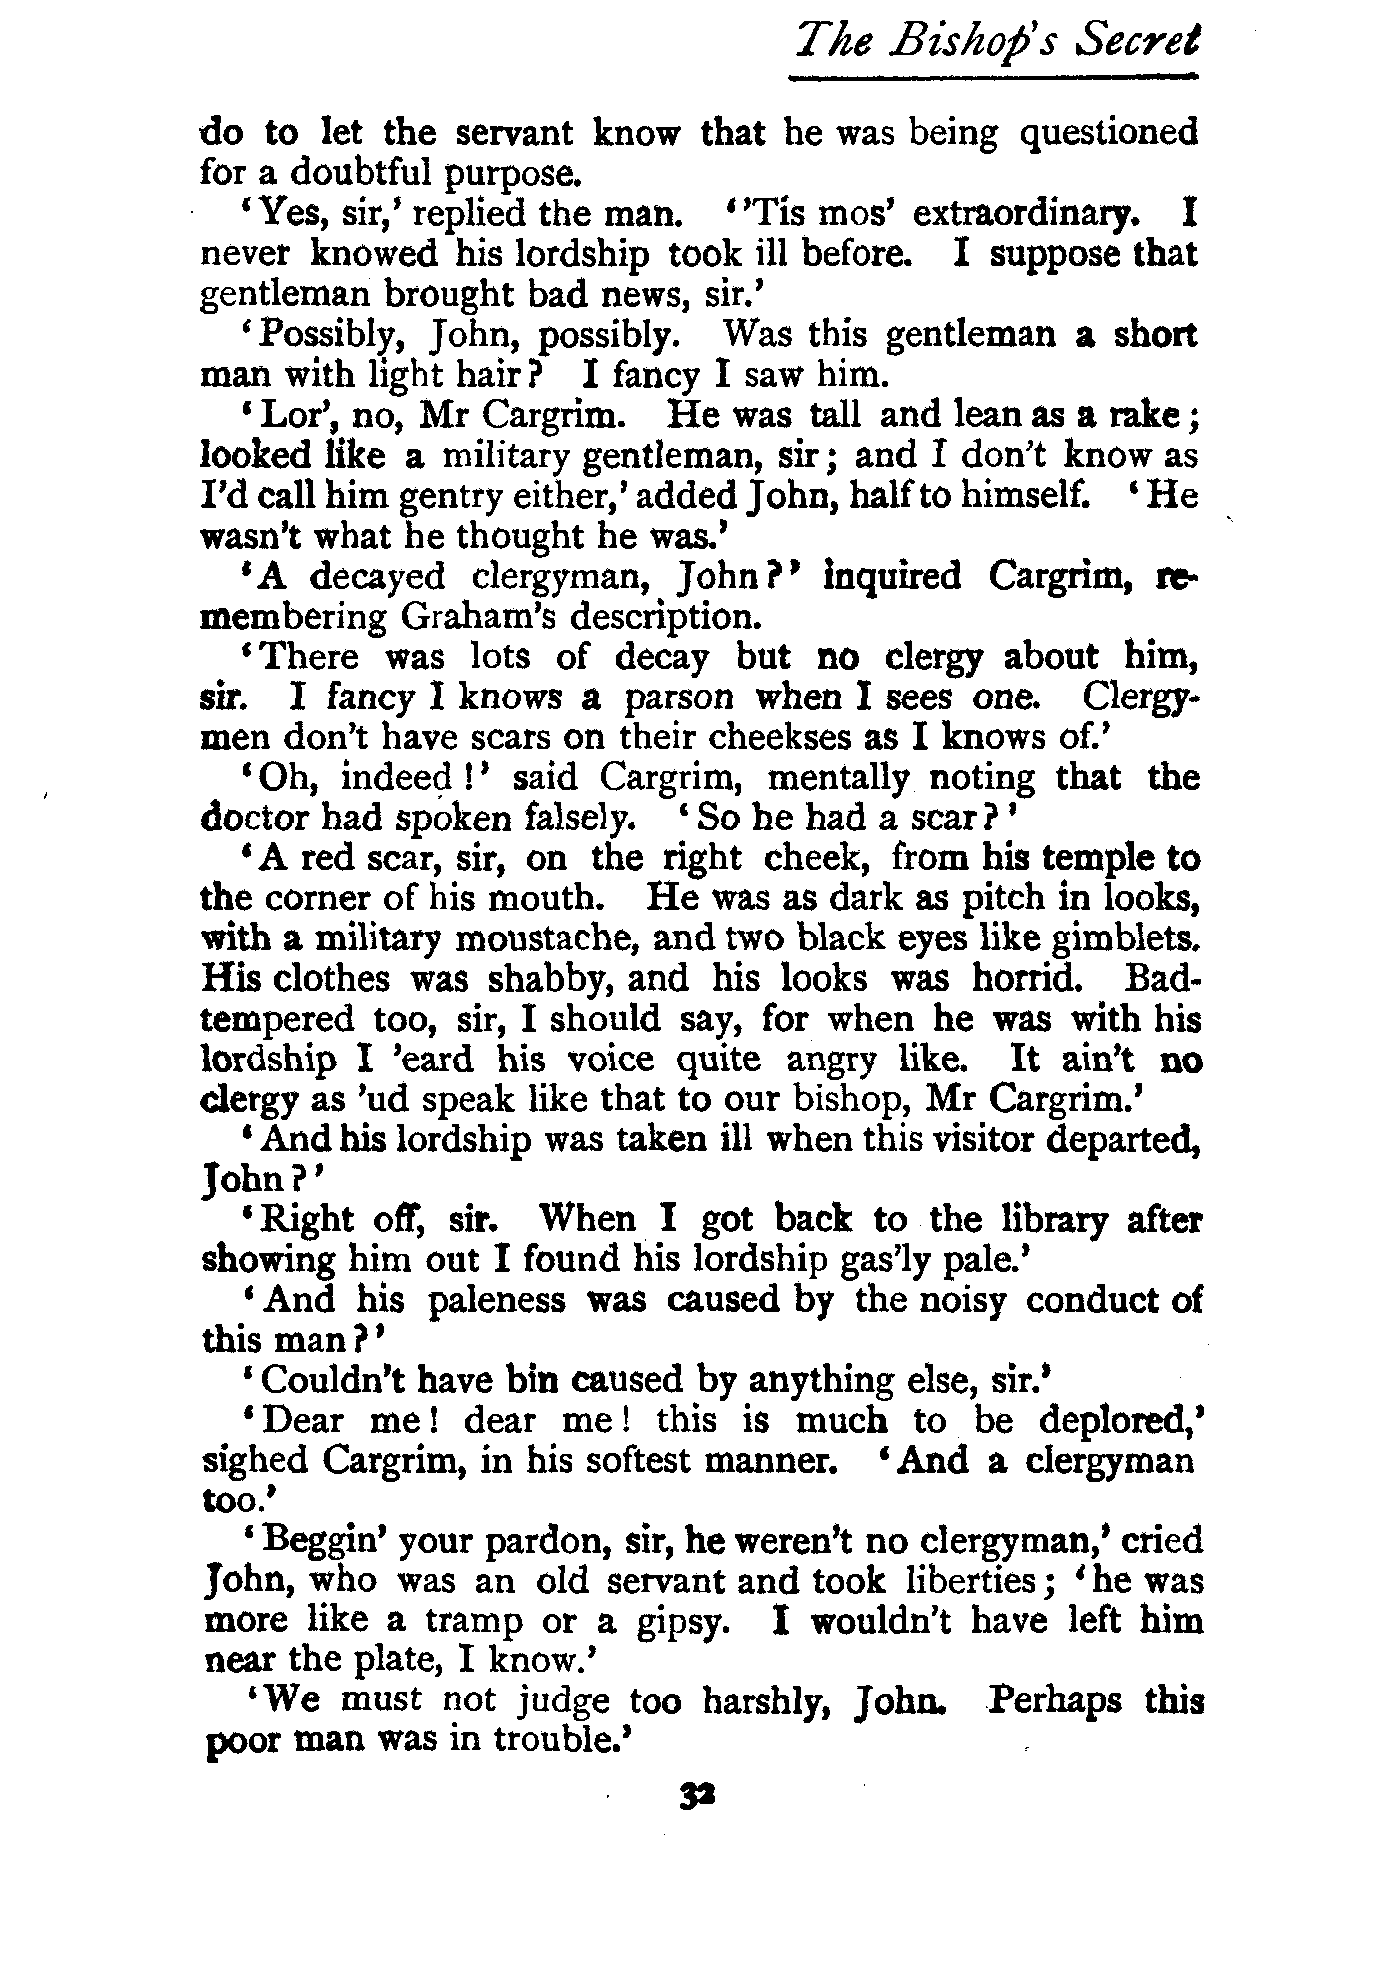 The Bishop's Secret
do to let the servant know that he was being questioned
for a doubtful purpose.
‘Yes, sir,’ replied the man. ‘’Tis mos’ extraordinary. I
never knowed his lordship took ill before. I suppose that
gentleman brought bad news, sir.’
‘Possibly, John, possibly. Was this gentleman a short
man with light hair? I fancy I saw him.
‘Lor’, no, Mr Cargrim. He was tall and lean as a rake;
looked like a military gentleman, sir; and I don’t know as
I’d call him gentry either,’ added John, half to himself. ‘He
wasn’t what he thought he was.’
‘A decayed clergyman, John?’ inquired Cargrim, re-
membering Graham’s description.
‘There was lots of decay but no clergy about him,
sir. I fancy I knows a parson when I sees one. Clergy-
men don’t have scars on their cheekses as I knows of.’
‘Oh, indeed!’ said Cargrim, mentally noting that the
doctor had spoken falsely. ‘So he had a scar?’
‘A red scar, sir, on the right cheek, from his temple to
the corner of his mouth. He was as dark as pitch in looks,
with a military moustache, and two black eyes like gimblets.
His clothes was shabby, and his looks was horrid. Bad-
tempered too, sir, I should say, for when he was with his
lordship I ’eard his voice quite angry like. It ain’t no
clergy as ’ud speak like that to our bishop, Mr Cargrim.’
‘And his lordship was taken ill when this visitor departed,
John?’
‘Right off, sir. When I got back to the library after
showing him out I found his lordship gas’ly pale.’
‘And his paleness was caused by the noisy conduct of
this man?’
‘Couldn’t have bin caused by anything else, sir.’
‘Dear me! dear me! this is much to be deplored,’
sighed Cargrim, in his softest manner. ‘And a clergyman
too.’
‘Beggin’ your pardon, sir, he weren’t no clergyman,’ cried
John, who was an old servant and took liberties; ‘he was
more like a tramp or a gipsy. I wouldn’t have left him
near the plate, I know.’
‘We must not judge too harshly, John. Perhaps this
poor man was in trouble.’
32